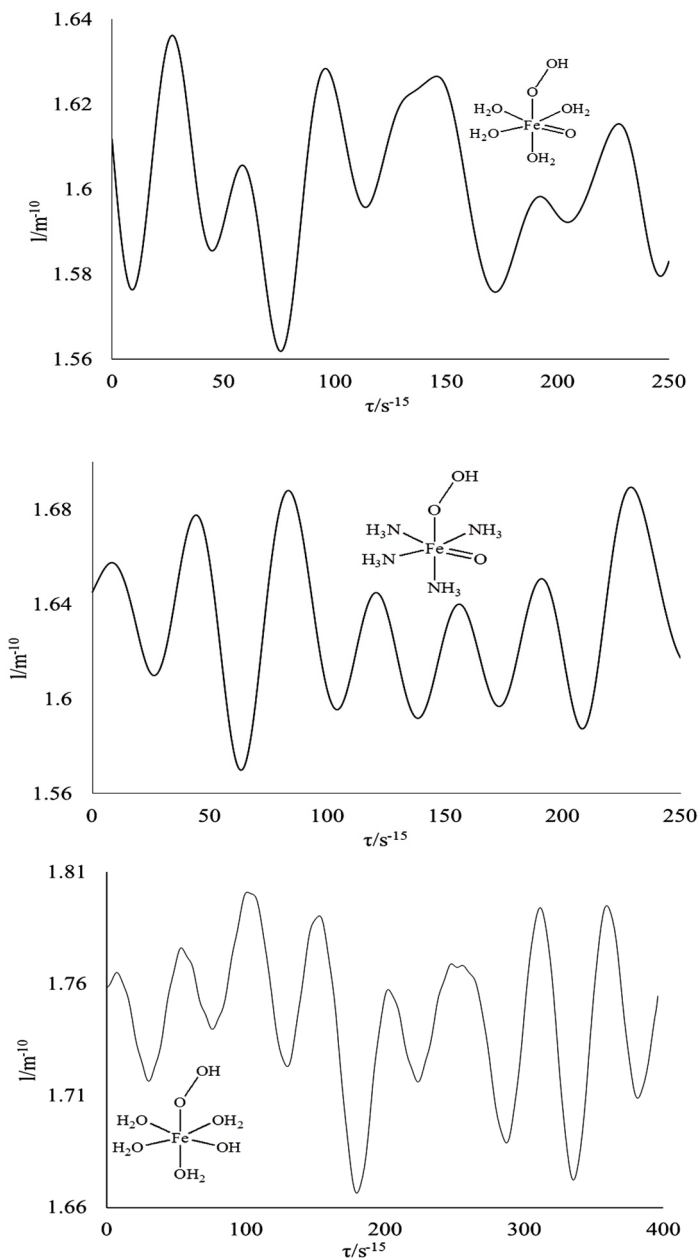 1.64
1.62
1.6
1.58
1.56
l/m-10
0 50 100 150 200 250
τ/s-15
OH
O
H2O OH2
Fe
H2O O
OH2
1.68
1.64
1.6
1.56
l/m-10
0 50 100 150 200 250
τ/s-15
OH
O
H3N NH3
Fe
H3N O
NH3
1.81
1.76
1.71
1.66
l/m-10
0 100 200 300 400
τ/s-15
OH
O
H2O OH2
Fe
H2O OH
OH2